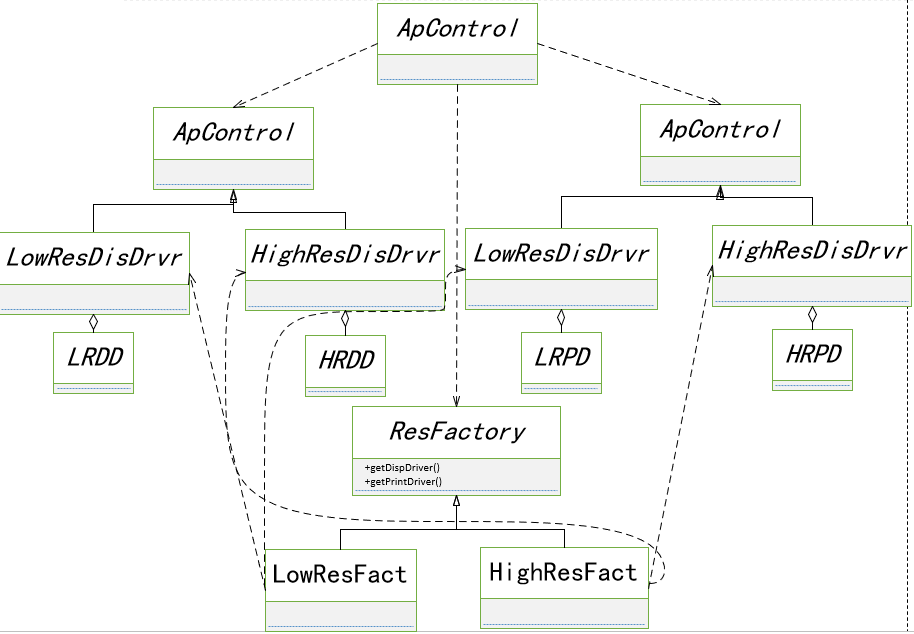 ApControl
ApControl
ApControl
LowResDisDrvr
HighResDisDrvr
LowResDisDrvr
HighResDisDrvr
LRDD
HRDD
LRPD
HRPD
ResFactory
+getDispDriver()
+getPrintDriver()
LowResFact
HighResFact